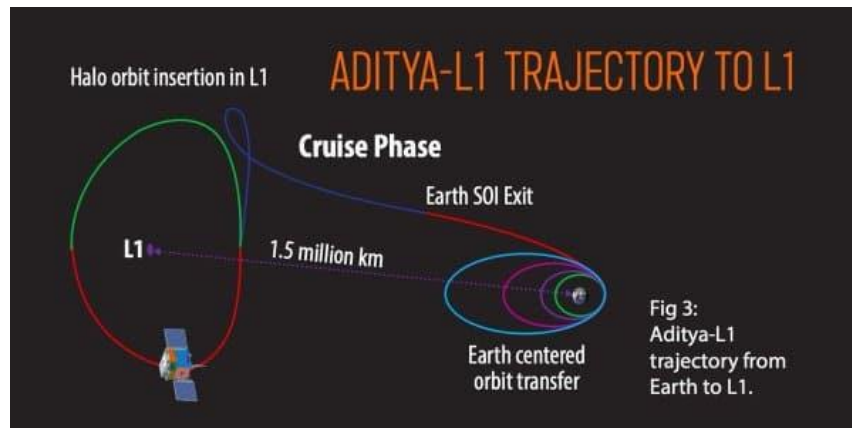 ADITYA-L1 TRAJECTORY TO L1
Halo orbit insertion in L1
Cruise Phase
Earth SOI Exit
L1
1.5 million km
Earth centered
orbit transfer
Fig 3:
Aditya-L1
trajectory from
Earth to L1.